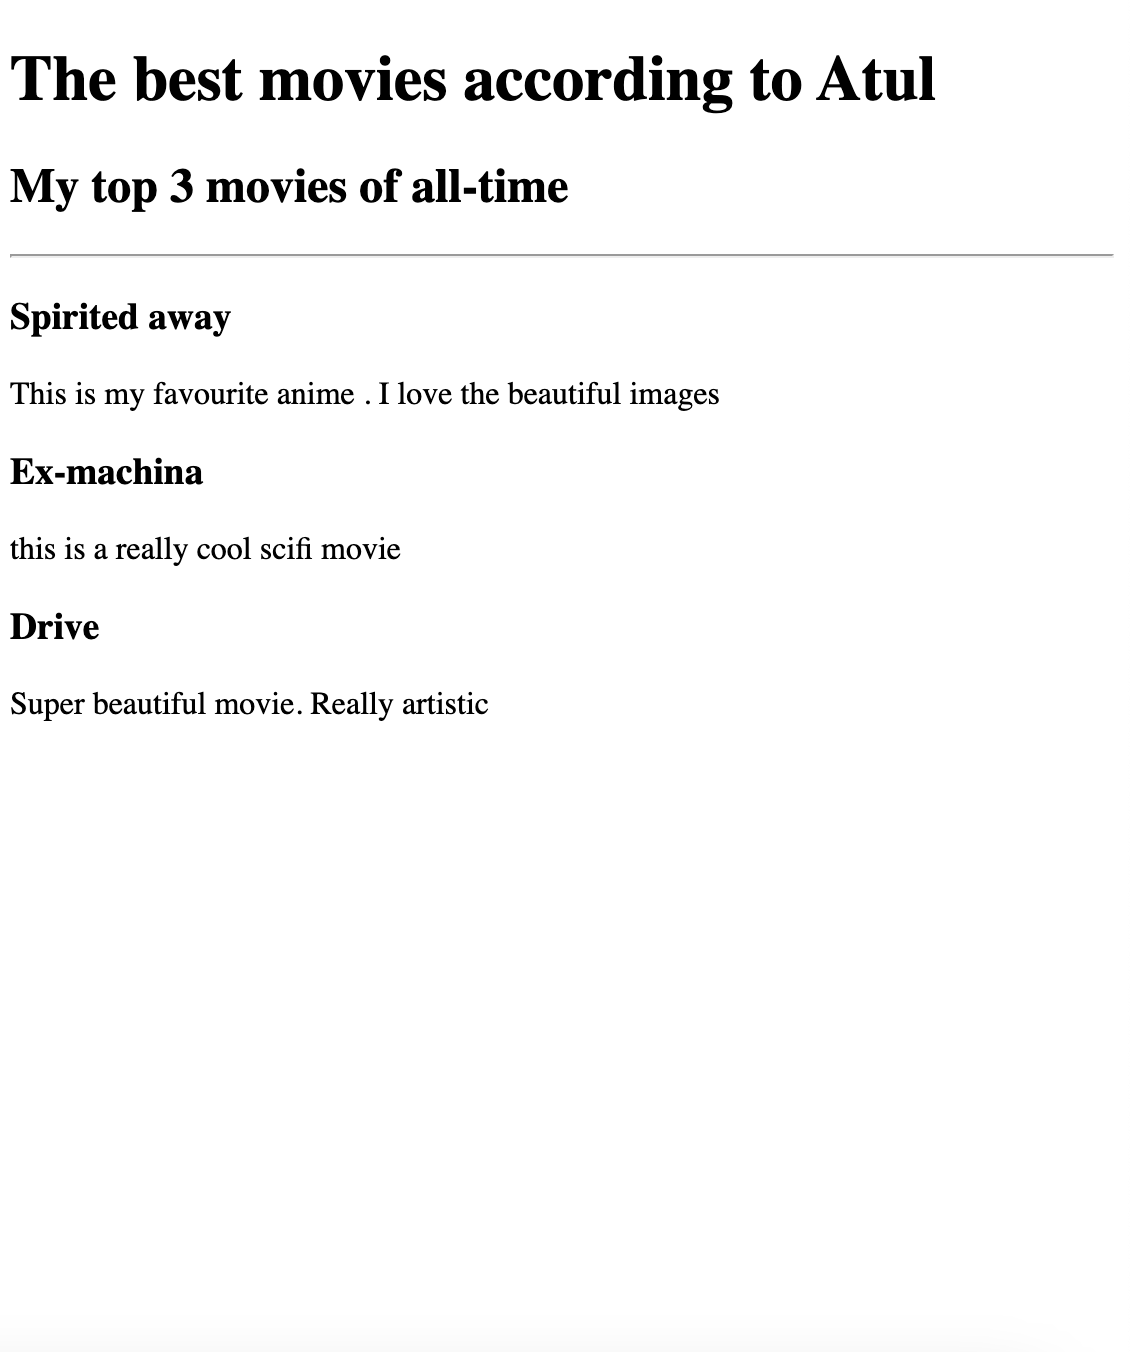 The best movies according to Atul
My top 3 movies of all-time
Spirited away
This is my favourite anime . I love the beautiful images
Ex-machina
this is a really cool scifi movie
Drive
Super beautiful movie. Really artistic